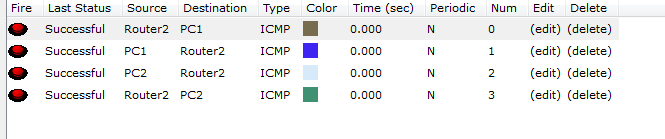 Fire Last Status Source Destination Type Color Time (sec) Periodic Num Edit Delete
Successful Router2 PC1 ICMP 0.000 N 0 (edit) (delete)
Successful PC1 Router2 ICMP 0.000 N 1 (edit) (delete)
Successful PC2 Router2 ICMP 0.000 N 2 (edit) (delete)
Successful Router2 PC2 ICMP 0.000 N 3 (edit) (delete)